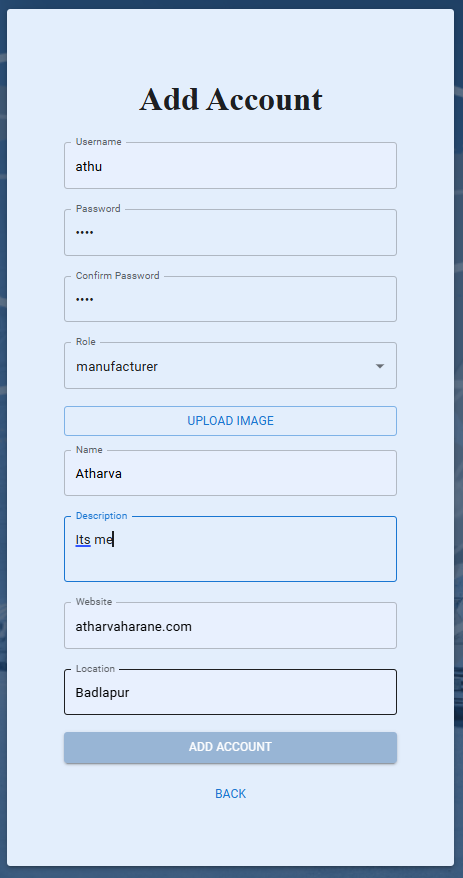 Add Account
Username
athu
Password
••••
Confirm Password
••••
Role
manufacturer
UPLOAD IMAGE
Name
Atharva
Description
Its me
Website
atharvaharane.com
Location
Badlapur
ADD ACCOUNT
BACK